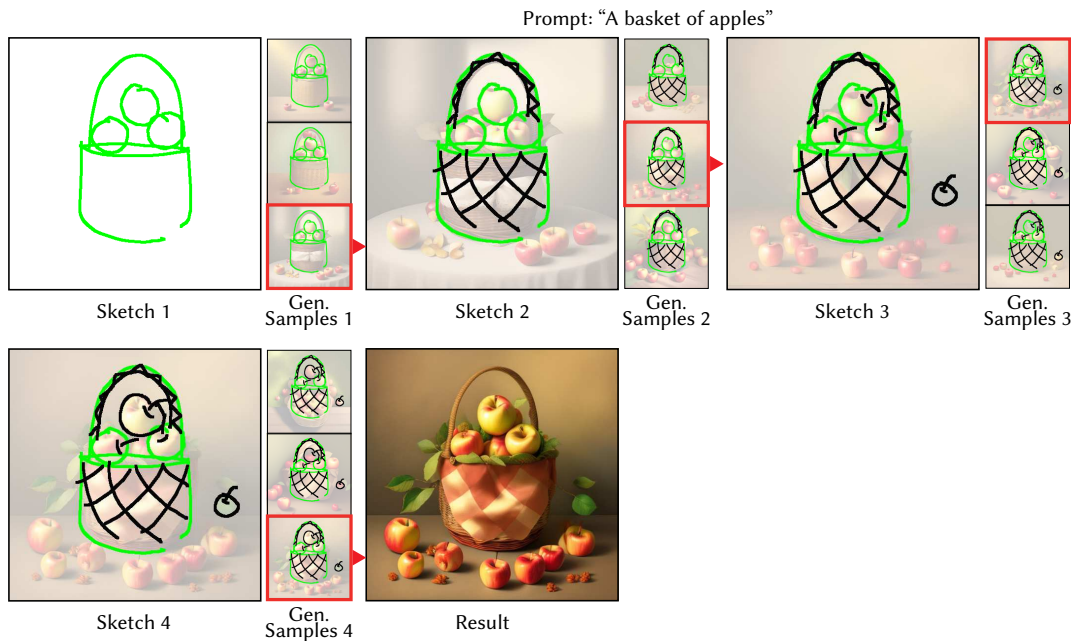 Prompt: “A basket of apples”
Sketch 1
Gen.
Samples 1
Sketch 2
Gen.
Samples 2
Sketch 3
Gen.
Samples 3
Sketch 4
Gen.
Samples 4
Result